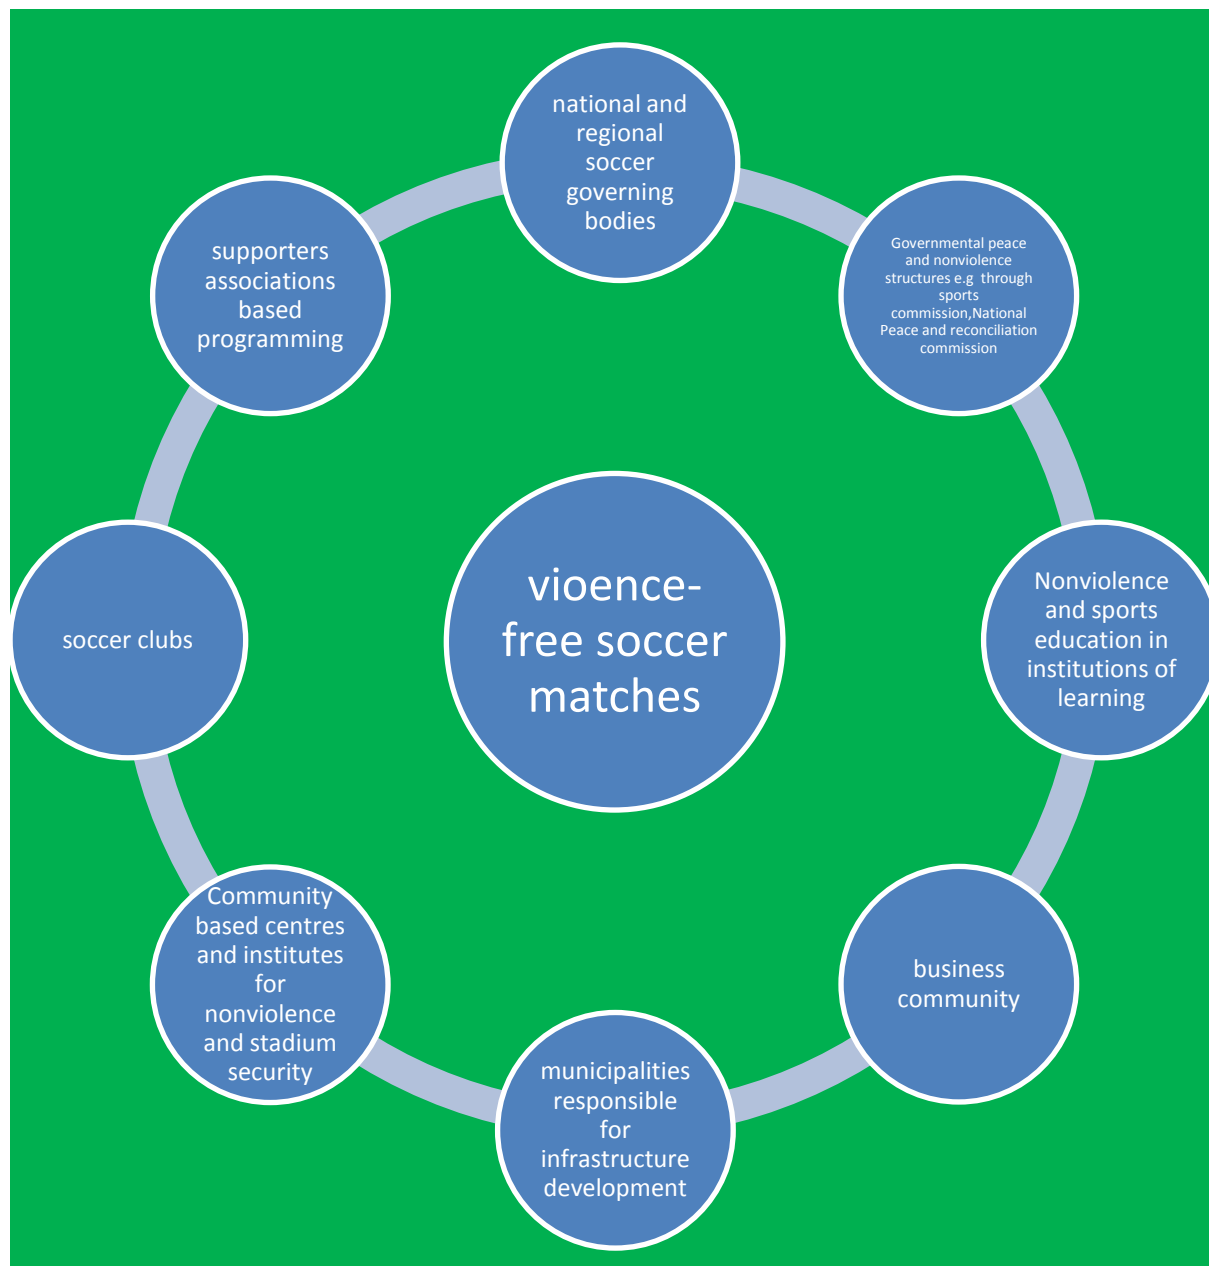 national and
regional
soccer
governing
bodies
Governmental peace
and nonviolence
structures e.g  through
sports
commission,National
Peace and reconciliation
commission
Nonviolence
and sports
education in
institutions of
learning
business
community
municipalities
responsible
for
infrastructure
development
Community
based centres
and institutes
for
nonviolence
and stadium
security
soccer clubs
supporters
associations
based
programming
vioence-
free soccer
matches